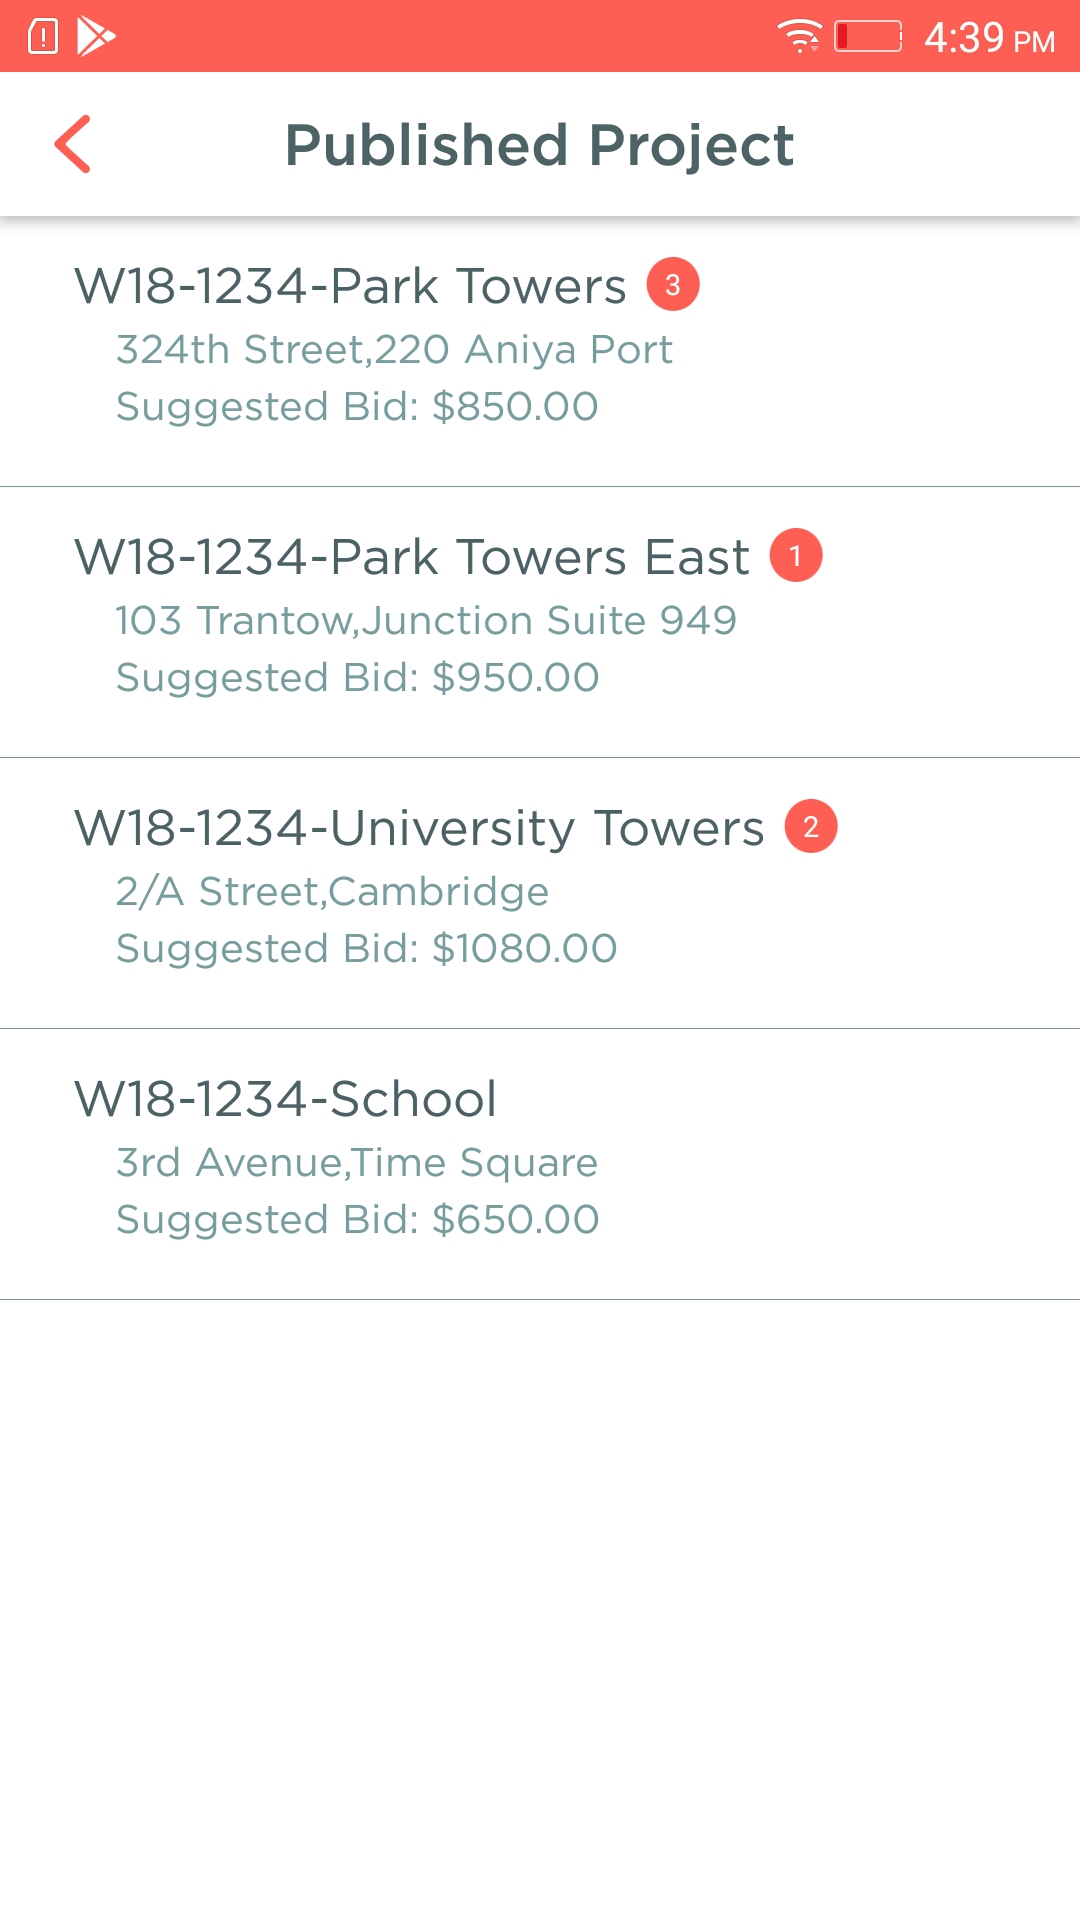 4:39 PM
Published Project
W18-1234-Park Towers 3
324th Street,220 Aniya Port
Suggested Bid: $850.00
W18-1234-Park Towers East 1
103 Trantow,Junction Suite 949
Suggested Bid: $950.00
W18-1234-University Towers 2
2/A Street,Cambridge
Suggested Bid: $1080.00
W18-1234-School
3rd Avenue,Time Square
Suggested Bid: $650.00